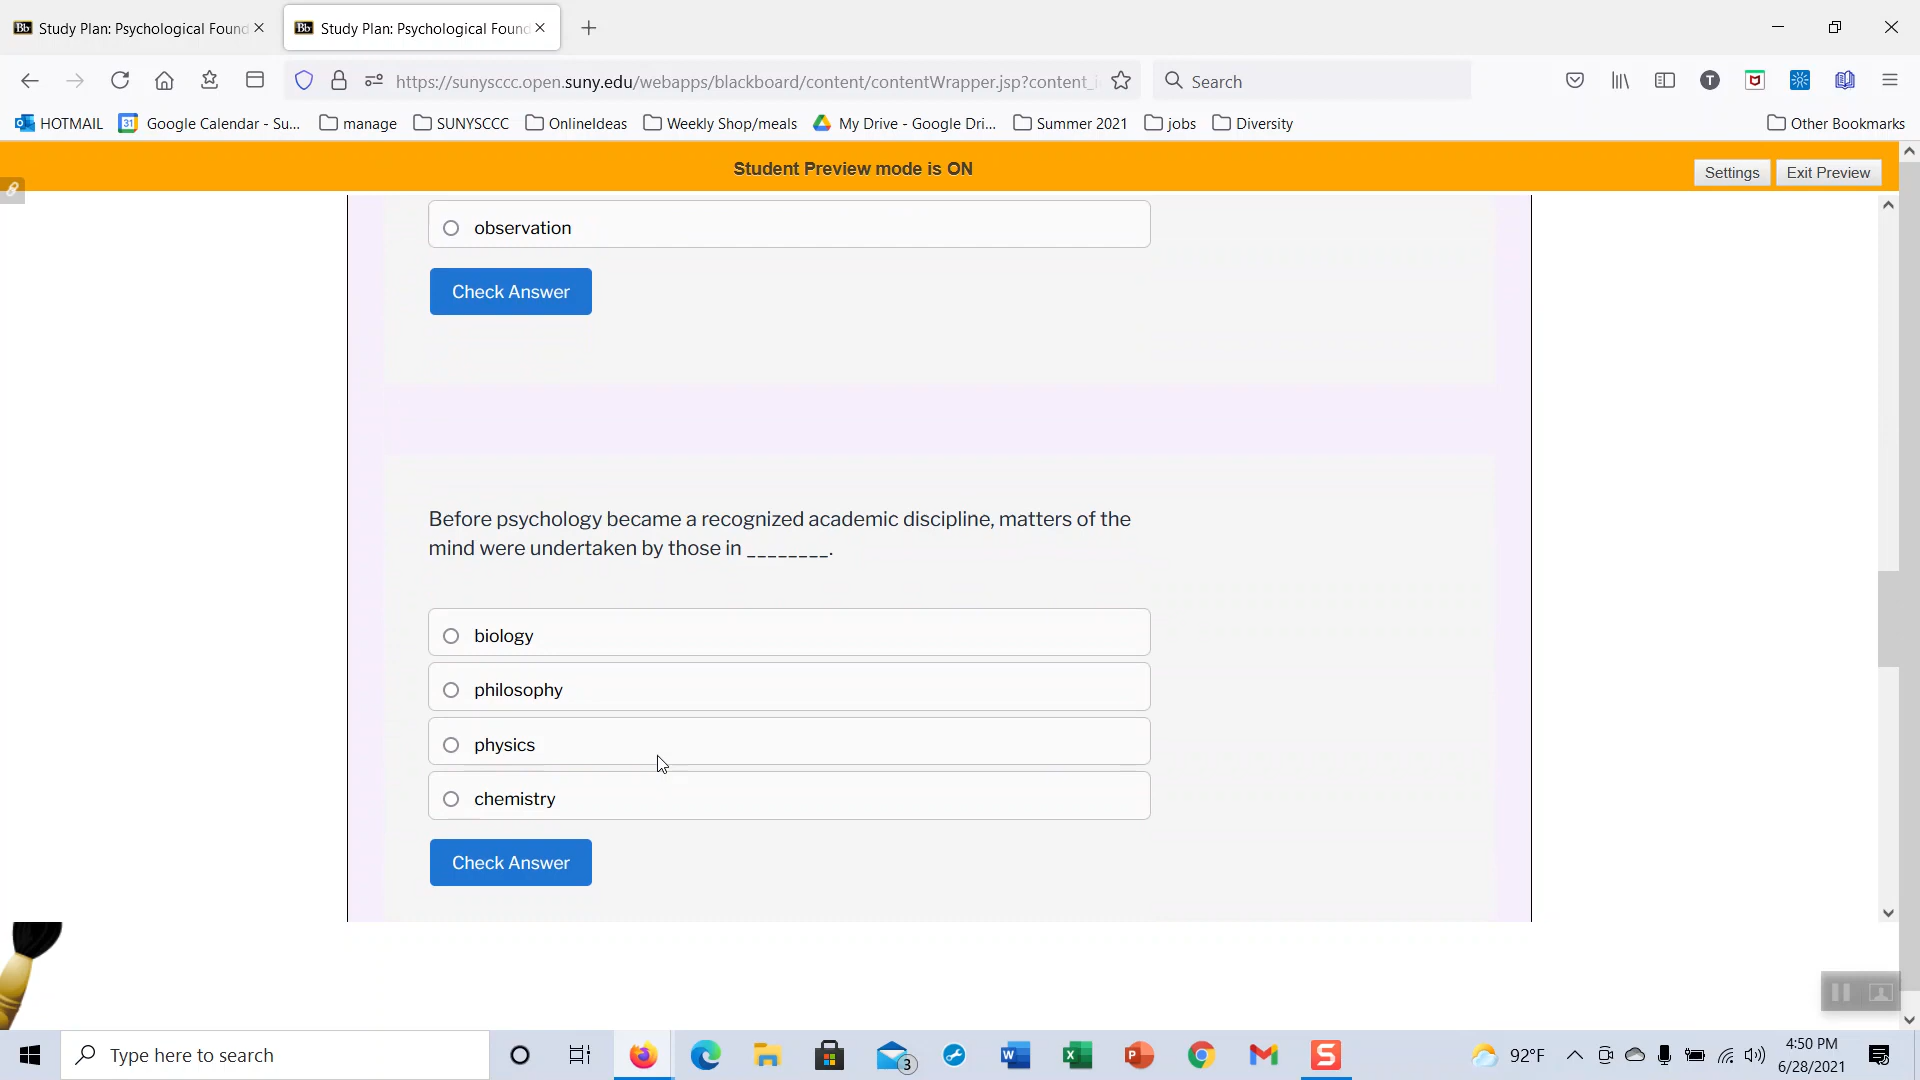 Study Plan: Psychological Found
Study Plan: Psychological Found
https://sunysccc.open.suny.edu/webapps/blackboard/content/contentWrapper.jsp?content_i
Search
HOTMAIL
Google Calendar - Su...
manage
SUNYSCCC
OnlineIdeas
Weekly Shop/meals
My Drive - Google Dri...
Summer 2021
jobs
Diversity
Other Bookmarks
Student Preview mode is ON
Settings
Exit Preview
observation
Check Answer
Before psychology became a recognized academic discipline, matters of the
mind were undertaken by those in ________.
biology
philosophy
physics
chemistry
Check Answer
Type here to search
3
92°F
4:50 PM
6/28/2021